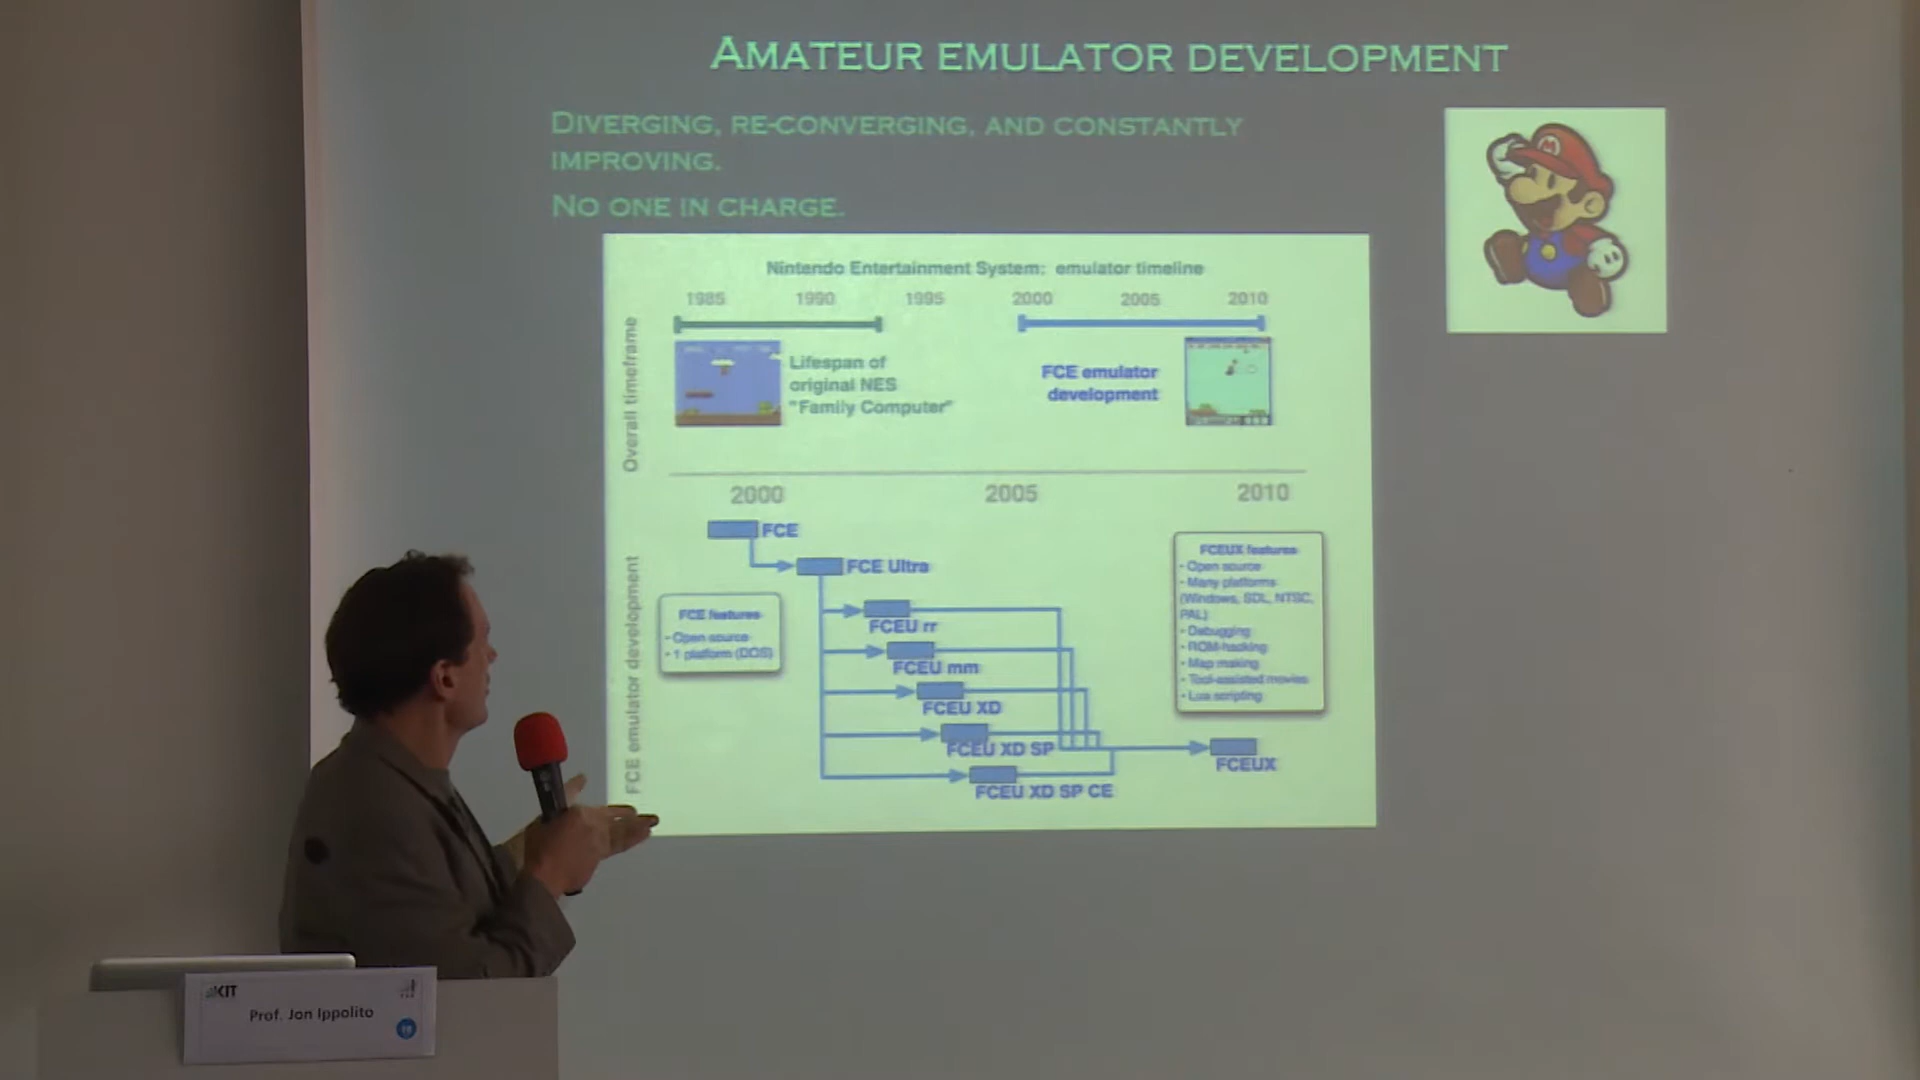 AMATEUR EMULATOR DEVELOPMENT
DIVERGING, RE-CONVERGING, AND CONSTANTLY
IMPROVING.
NO ONE IN CHARGE.
M
Nintendo Entertainment System: emulator timeline
1985 1990 1995 2000 2005 2010
Overall timeframe
Lifespan of
original NES
"Family Computer"
FCE emulator
development
2000 2005 2010
FCE emulator development
FCE
FCE Ultra
FCE features
• Open source
• 1 platform (DOS)
FCEU rr
FCEU mm
FCEU XD
FCEU XD SP
FCEU XD SP CE
FCEUX features
• Open source
• Many platforms
(Windows, SDL, NTSC,
PAL)
• Debugging
• ROM-hacking
• Map making
• Tool-assisted movies
• Lua scripting
FCEUX
KIT
Prof. Jon Ippolito